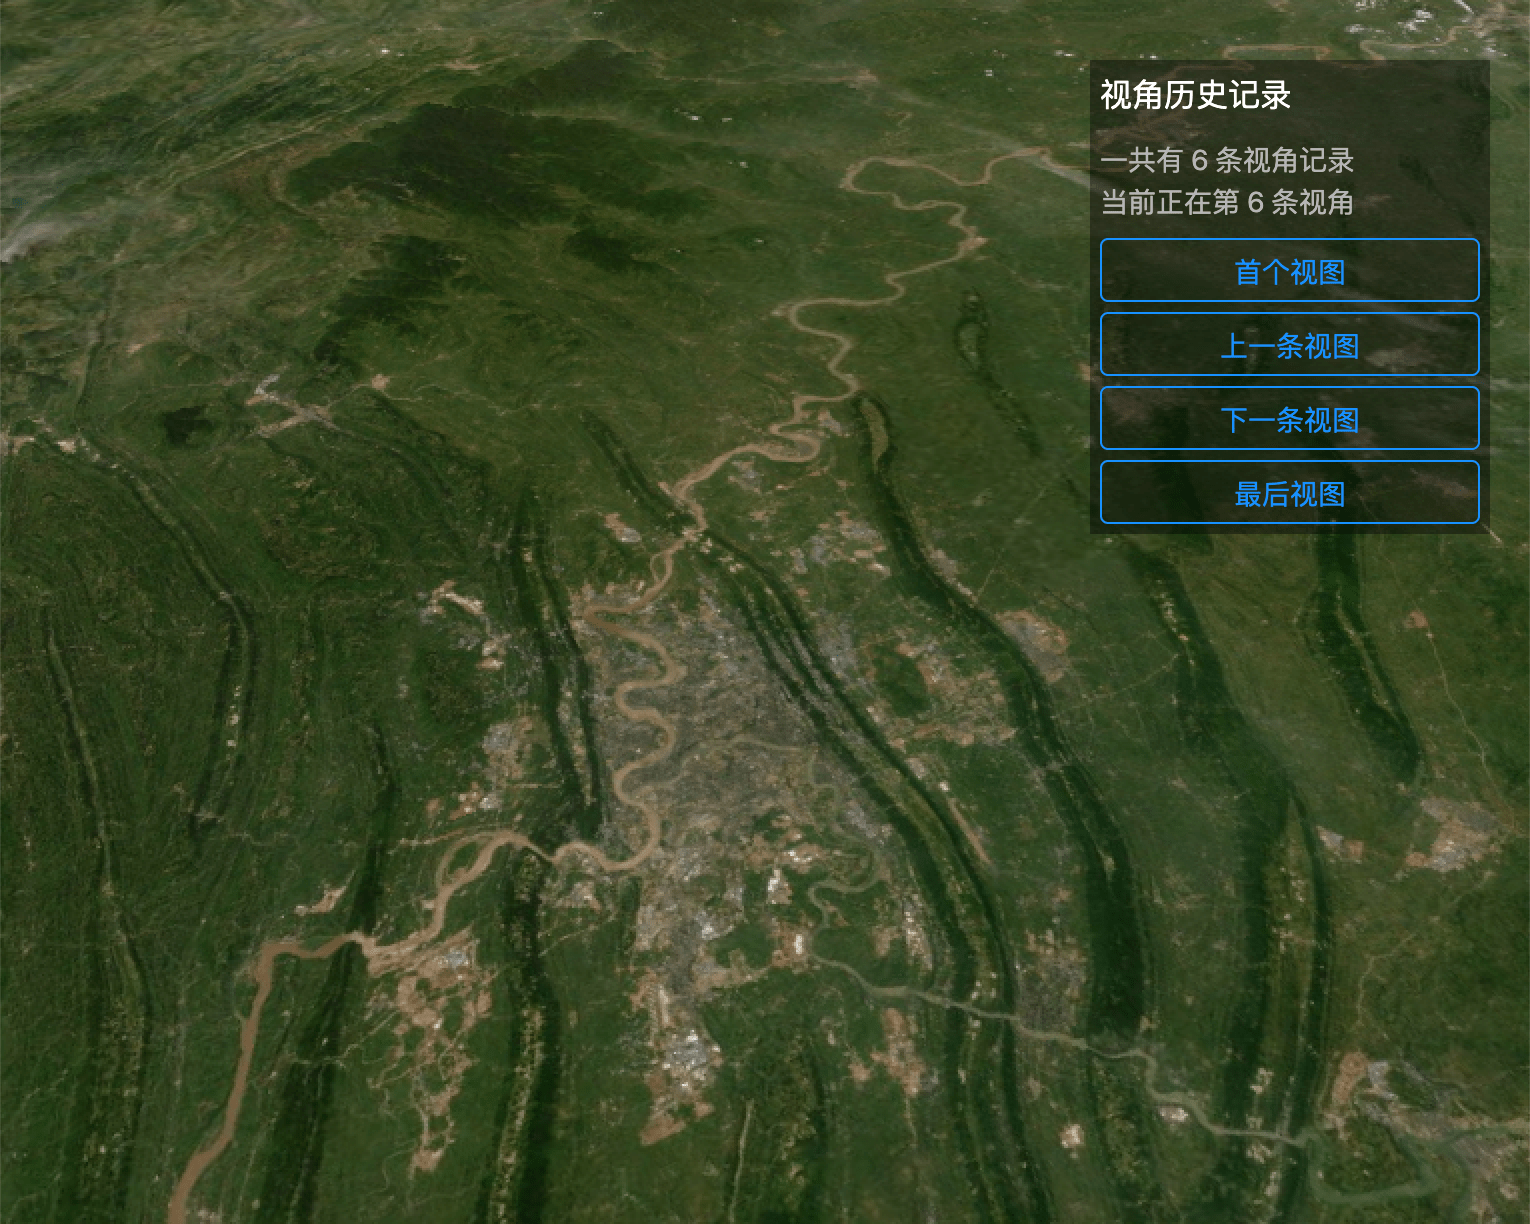 视角历史记录
一共有 6 条视角记录
当前正在第 6 条视角
首个视图
上一条视图
下一条视图
最后视图